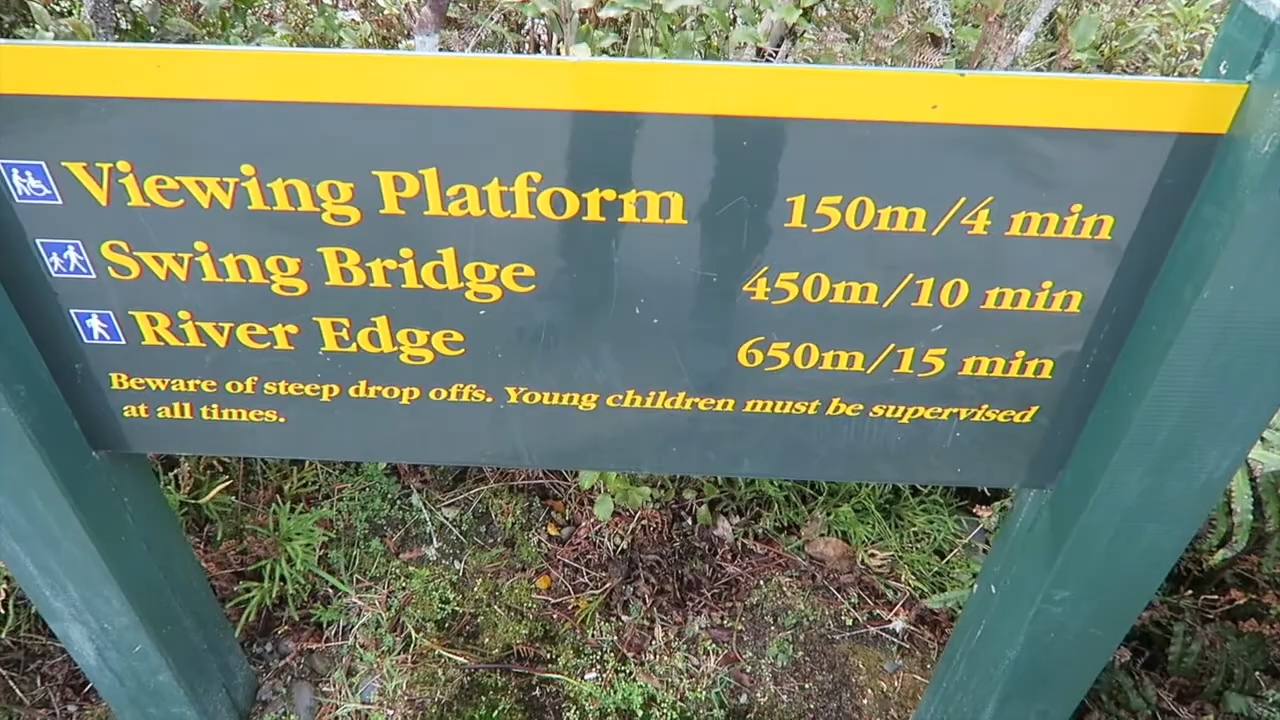 Viewing Platform 150m/4 min
Swing Bridge 450m/10 min
River Edge 650m/15 min
Beware of steep drop offs. Young children must be supervised
at all times.